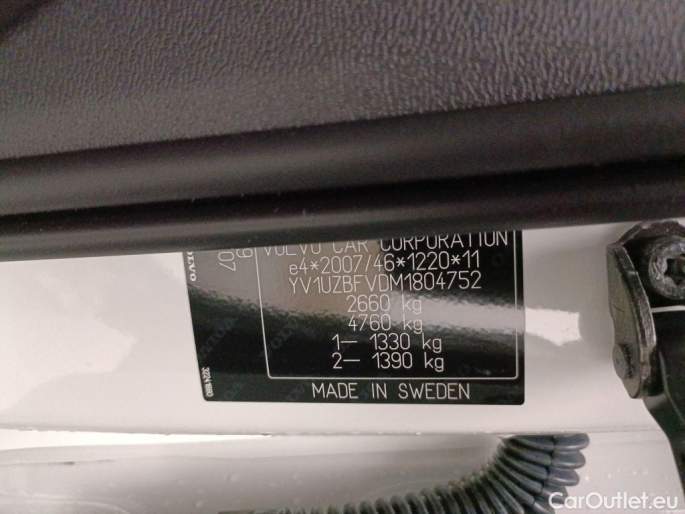 VOLVO CAR CORPORATION
e4*2007/46*1220*11
YV1UZBFVDM1804752
2660 kg
4760 kg
1– 1330 kg
2– 1390 kg
MADE IN SWEDEN
VOLVO
CarOutlet.eu